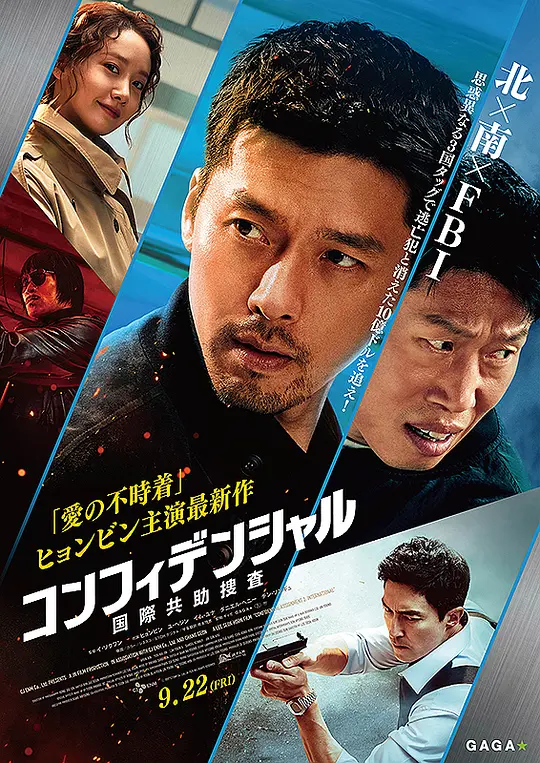 北×南×FBI
思惑異なる3国タッグで逃亡犯と消えた10億ドルを追え!
「愛の不時着」
ヒョンビン主演最新作
コンフィデンシャル
国際共助捜査
9.22(FRI)
GAGA★